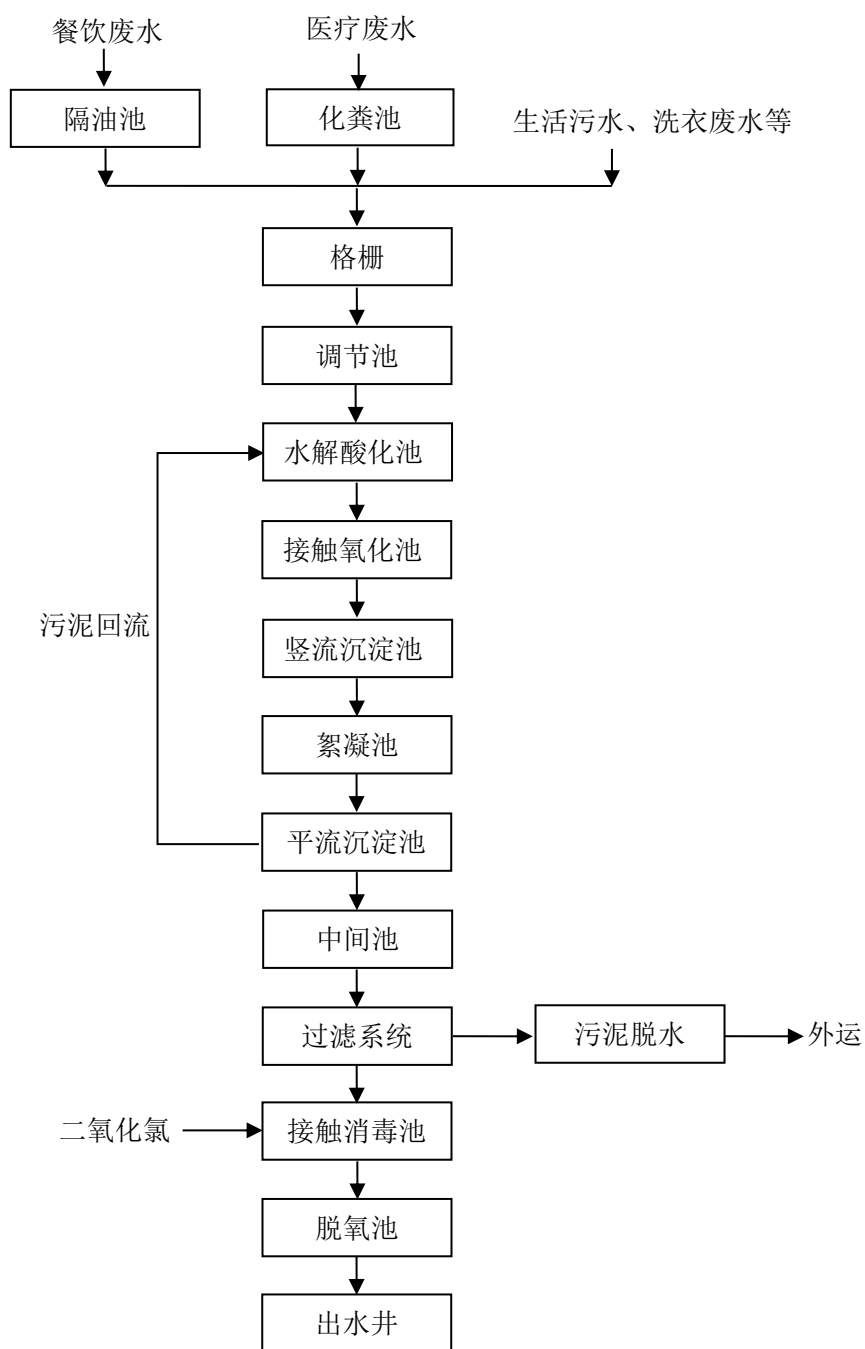 餐饮废水
医疗废水
隔油池
化粪池
生活污水、洗衣废水等
格栅
调节池
水解酸化池
接触氧化池
污泥回流
竖流沉淀池
絮凝池
平流沉淀池
中间池
过滤系统
污泥脱水
外运
二氧化氯
接触消毒池
脱氧池
出水井